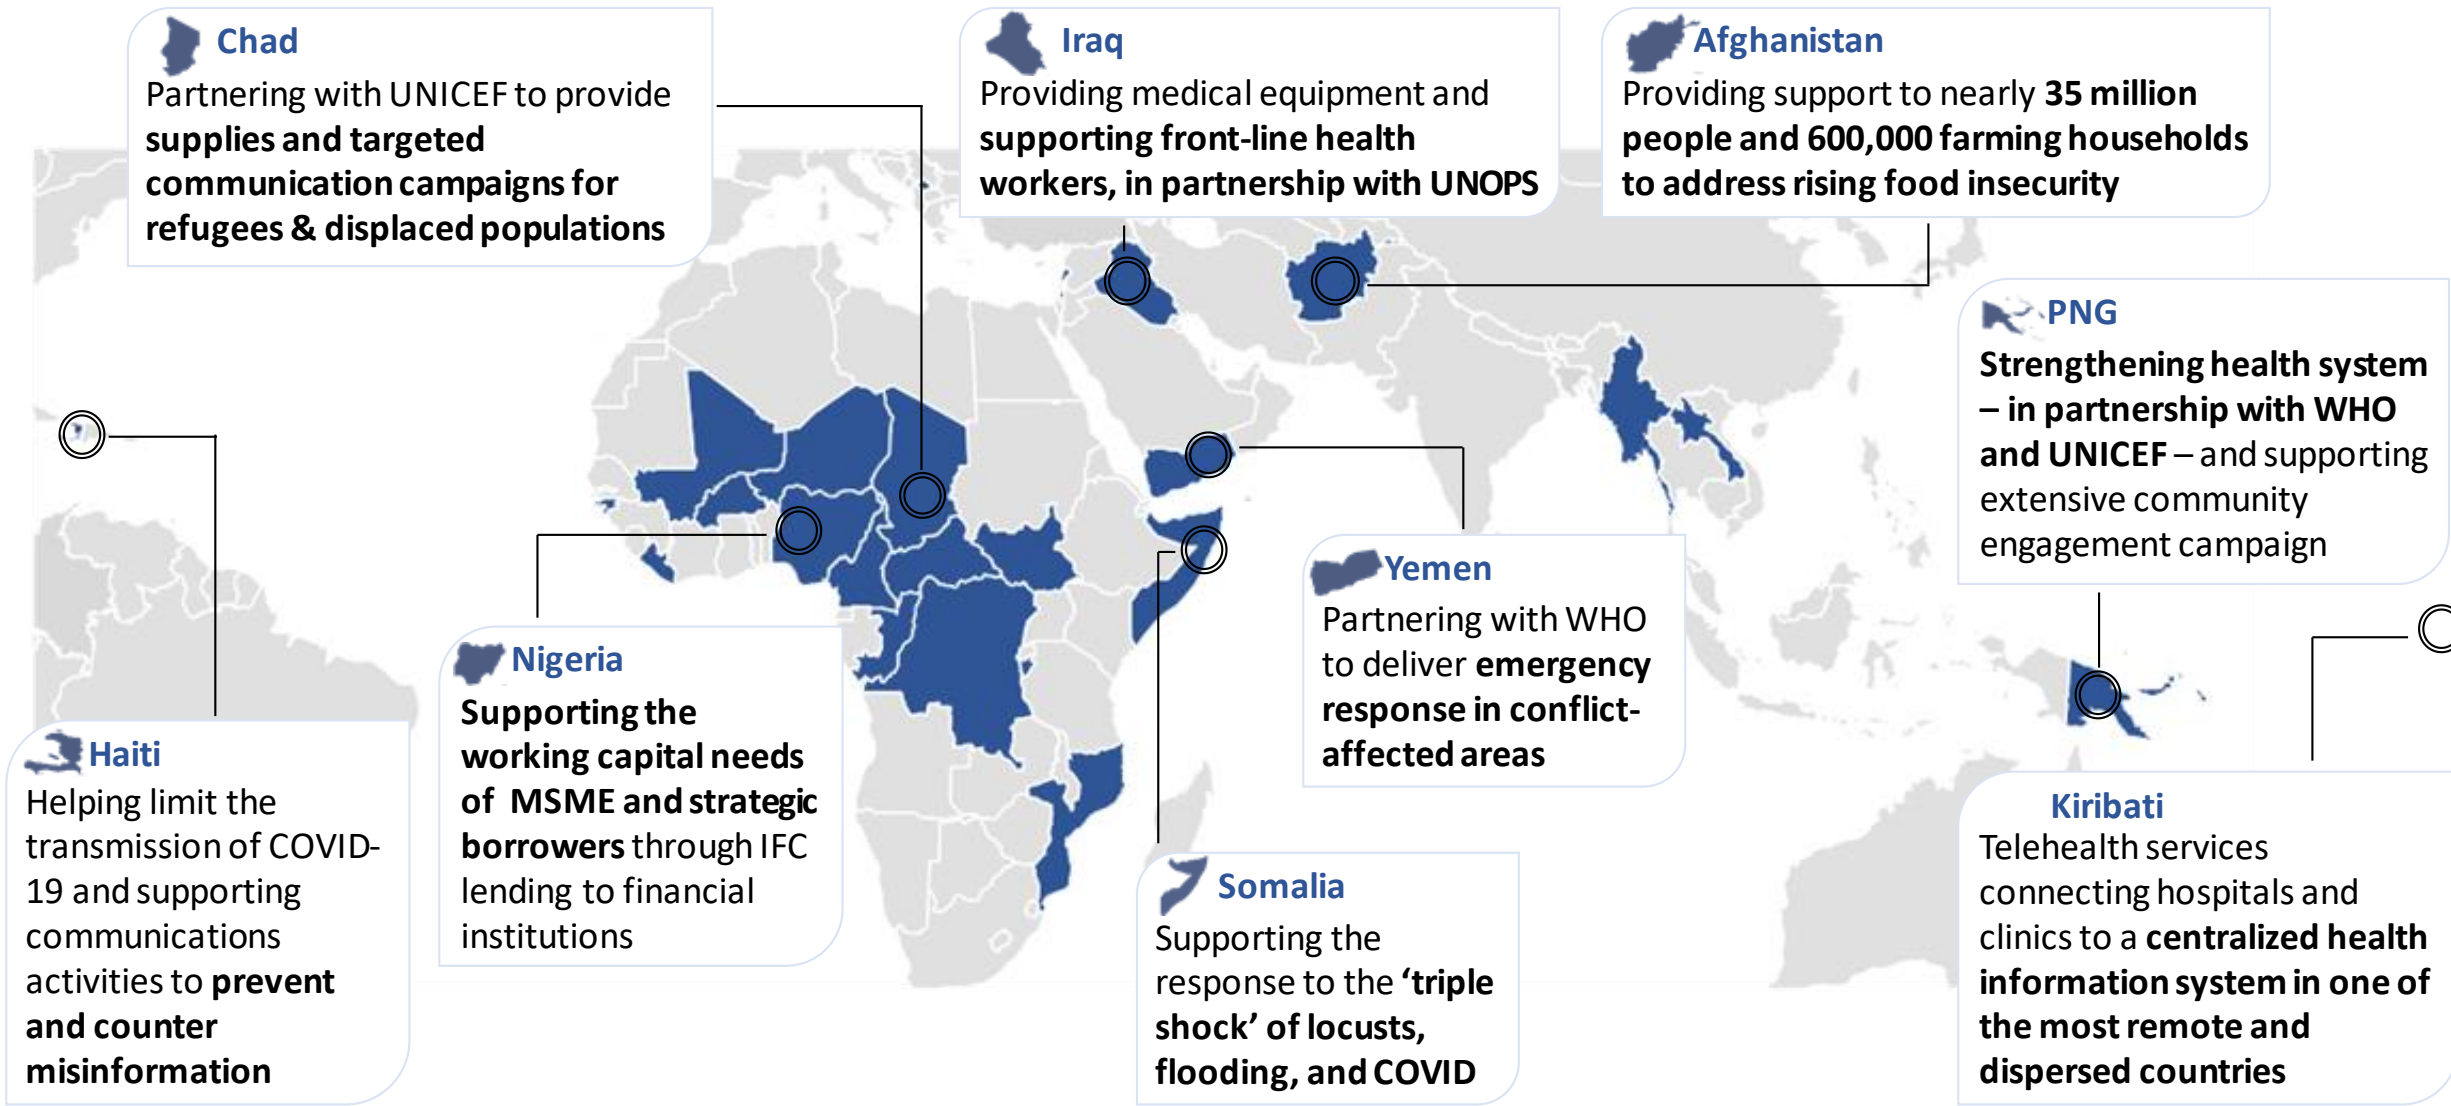 Chad
Partnering with UNICEF to provide
supplies and targeted
communication campaigns for
refugees & displaced populations
Iraq
Providing medical equipment and
supporting front-line health
workers, in partnership with UNOPS
Afghanistan
Providing support to nearly 35 million
people and 600,000 farming households
to address rising food insecurity
PNG
Strengthening health system
– in partnership with WHO
and UNICEF – and supporting
extensive community
engagement campaign
Yemen
Partnering with WHO
to deliver emergency
response in conflict-
affected areas
Nigeria
Supporting the
working capital needs
of MSME and strategic
borrowers through IFC
lending to financial
institutions
Haiti
Helping limit the
transmission of COVID-
19 and supporting
communications
activities to prevent
and counter
misinformation
Somalia
Supporting the
response to the ‘triple
shock’ of locusts,
flooding, and COVID
Kiribati
Telehealth services
connecting hospitals and
clinics to a centralized health
information system in one of
the most remote and
dispersed countries